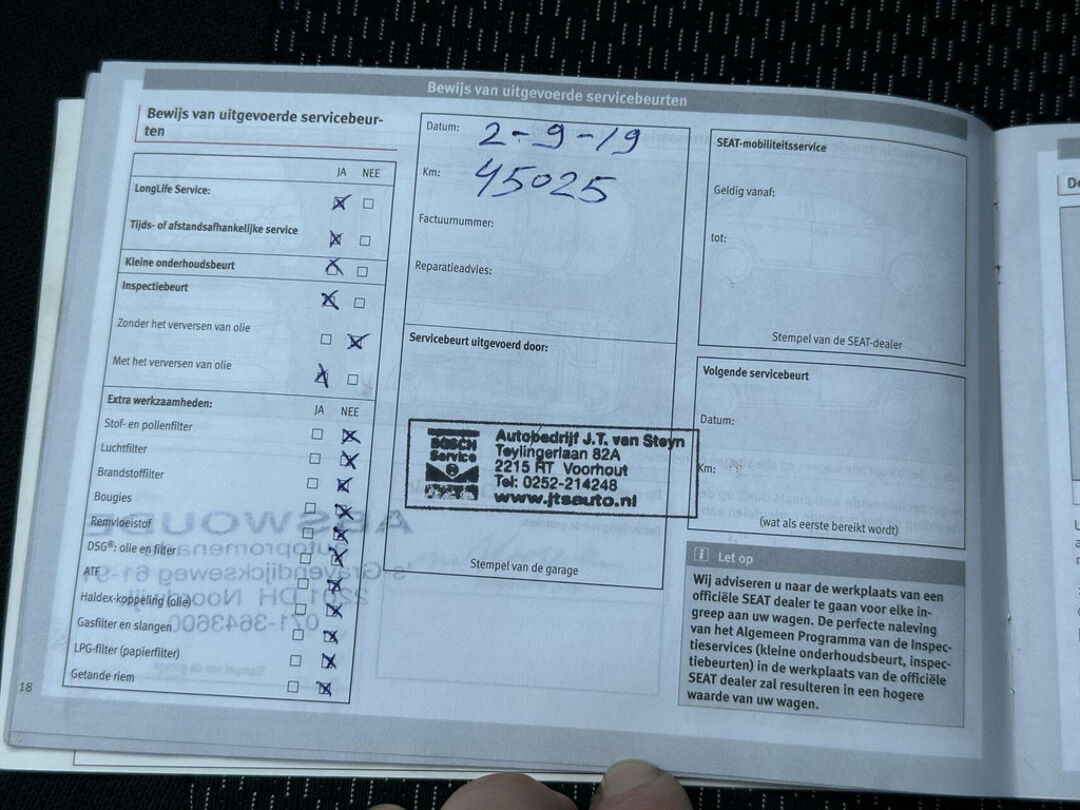 Bewijs van uitgevoerde servicebeurten
Bewijs van uitgevoerde servicebeur-
ten
JA NEE
LongLife Service:
Tijds- of afstandsafhankelijke service
Kleine onderhoudsbeurt
Inspectiebeurt
Zonder het verversen van olie
Met het verversen van olie
Extra werkzaamheden: JA NEE
Stof- en pollenfilter
Luchtfilter
Brandstoffilter
Bougies
Remvloeistof
DSG®: olie en filter
ATF
Haldex-koppeling (olie)
Gasfilter en slangen
LPG-filter (papierfilter)
Getande riem
18
Datum: 2-9-19
Km: 45025
Factuurnummer:
Reparatieadvies:
Servicebeurt uitgevoerd door:
BOSCH
Service
Autobedrijf J.T. van Steyn
Teylingerlaan 82A
2215 RT Voorhout
Tel: 0252-214248
www.jtsauto.nl
Stempel van de garage
SEAT-mobiliteitsservice
Geldig vanaf:
tot:
Stempel van de SEAT-dealer
Volgende servicebeurt
Datum:
Km:
(wat als eerste bereikt wordt)
i Let op
Wij adviseren u naar de werkplaats van een
officiële SEAT dealer te gaan voor elke in-
greep aan uw wagen. De perfecte naleving
van het Algemeen Programma van de Inspec-
tieservices (kleine onderhoudsbeurt, inspec-
tiebeurten) in de werkplaats van de officiële
SEAT dealer zal resulteren in een hogere
waarde van uw wagen.